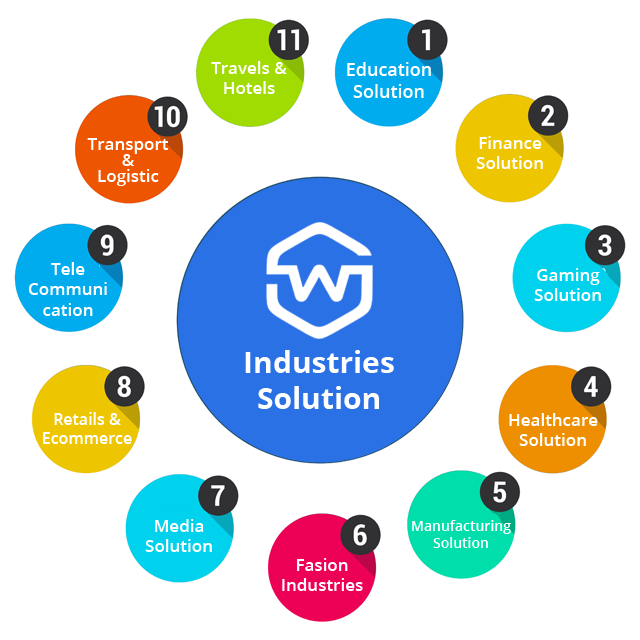 1
Education
Solution
2
Finance
Solution
3
Gaming
Solution
4
Healthcare
Solution
5
Manufacturing
Solution
6
Fasion
Industries
7
Media
Solution
8
Retails &
Ecommerce
9
Tele
Communi
cation
10
Transport
&
Logistic
11
Travels &
Hotels
W
Industries
Solution